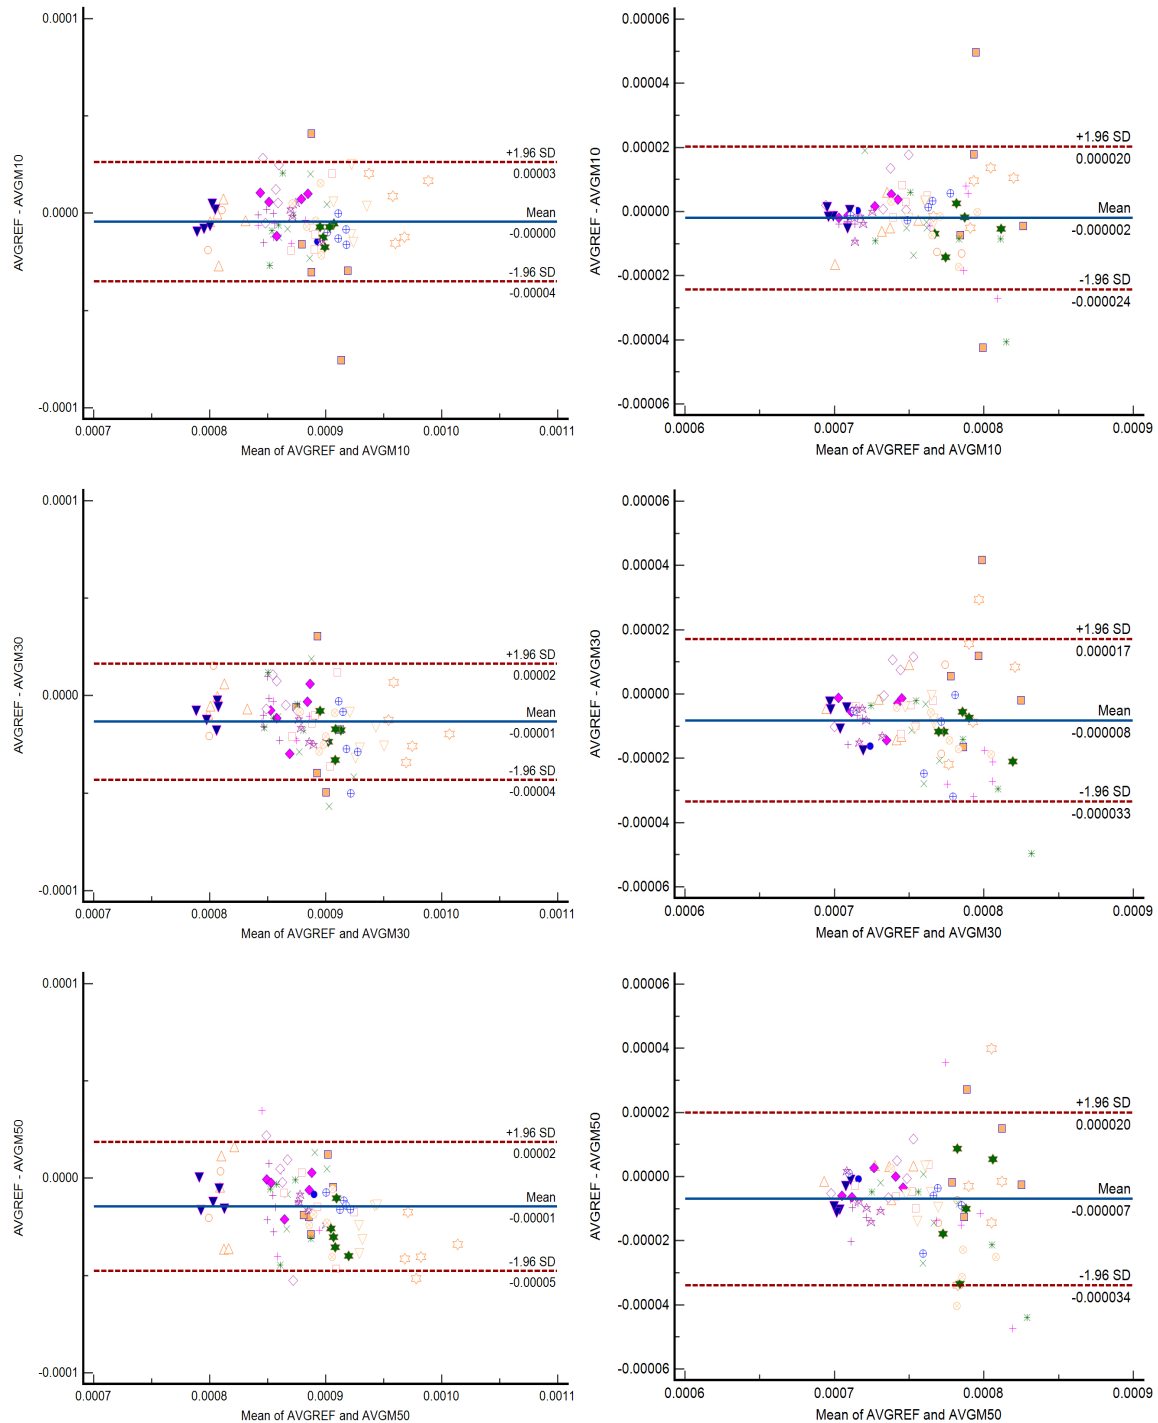 0.0001
0.0000
-0.0001
AVGREF - AVGM10
+1.96 SD
0.00003
Mean
-0.00000
-1.96 SD
-0.00004
0.0007 0.0008 0.0009 0.0010 0.0011
Mean of AVGREF and AVGM10
0.00006
0.00004
0.00002
0.00000
-0.00002
-0.00004
-0.00006
AVGREF - AVGM10
+1.96 SD
0.000020
Mean
-0.000002
-1.96 SD
-0.000024
0.0006 0.0007 0.0008 0.0009
Mean of AVGREF and AVGM10
0.0001
0.0000
-0.0001
AVGREF - AVGM30
+1.96 SD
0.00002
Mean
-0.00001
-1.96 SD
-0.00004
0.0007 0.0008 0.0009 0.0010 0.0011
Mean of AVGREF and AVGM30
0.00006
0.00004
0.00002
0.00000
-0.00002
-0.00004
-0.00006
AVGREF - AVGM30
+1.96 SD
0.000017
Mean
-0.000008
-1.96 SD
-0.000033
0.0006 0.0007 0.0008 0.0009
Mean of AVGREF and AVGM30
0.0001
0.0000
-0.0001
AVGREF - AVGM50
+1.96 SD
0.00002
Mean
-0.00001
-1.96 SD
-0.00005
0.0007 0.0008 0.0009 0.0010 0.0011
Mean of AVGREF and AVGM50
0.00006
0.00004
0.00002
0.00000
-0.00002
-0.00004
-0.00006
AVGREF - AVGM50
+1.96 SD
0.000020
Mean
-0.000007
-1.96 SD
-0.000034
0.0006 0.0007 0.0008 0.0009
Mean of AVGREF and AVGM50